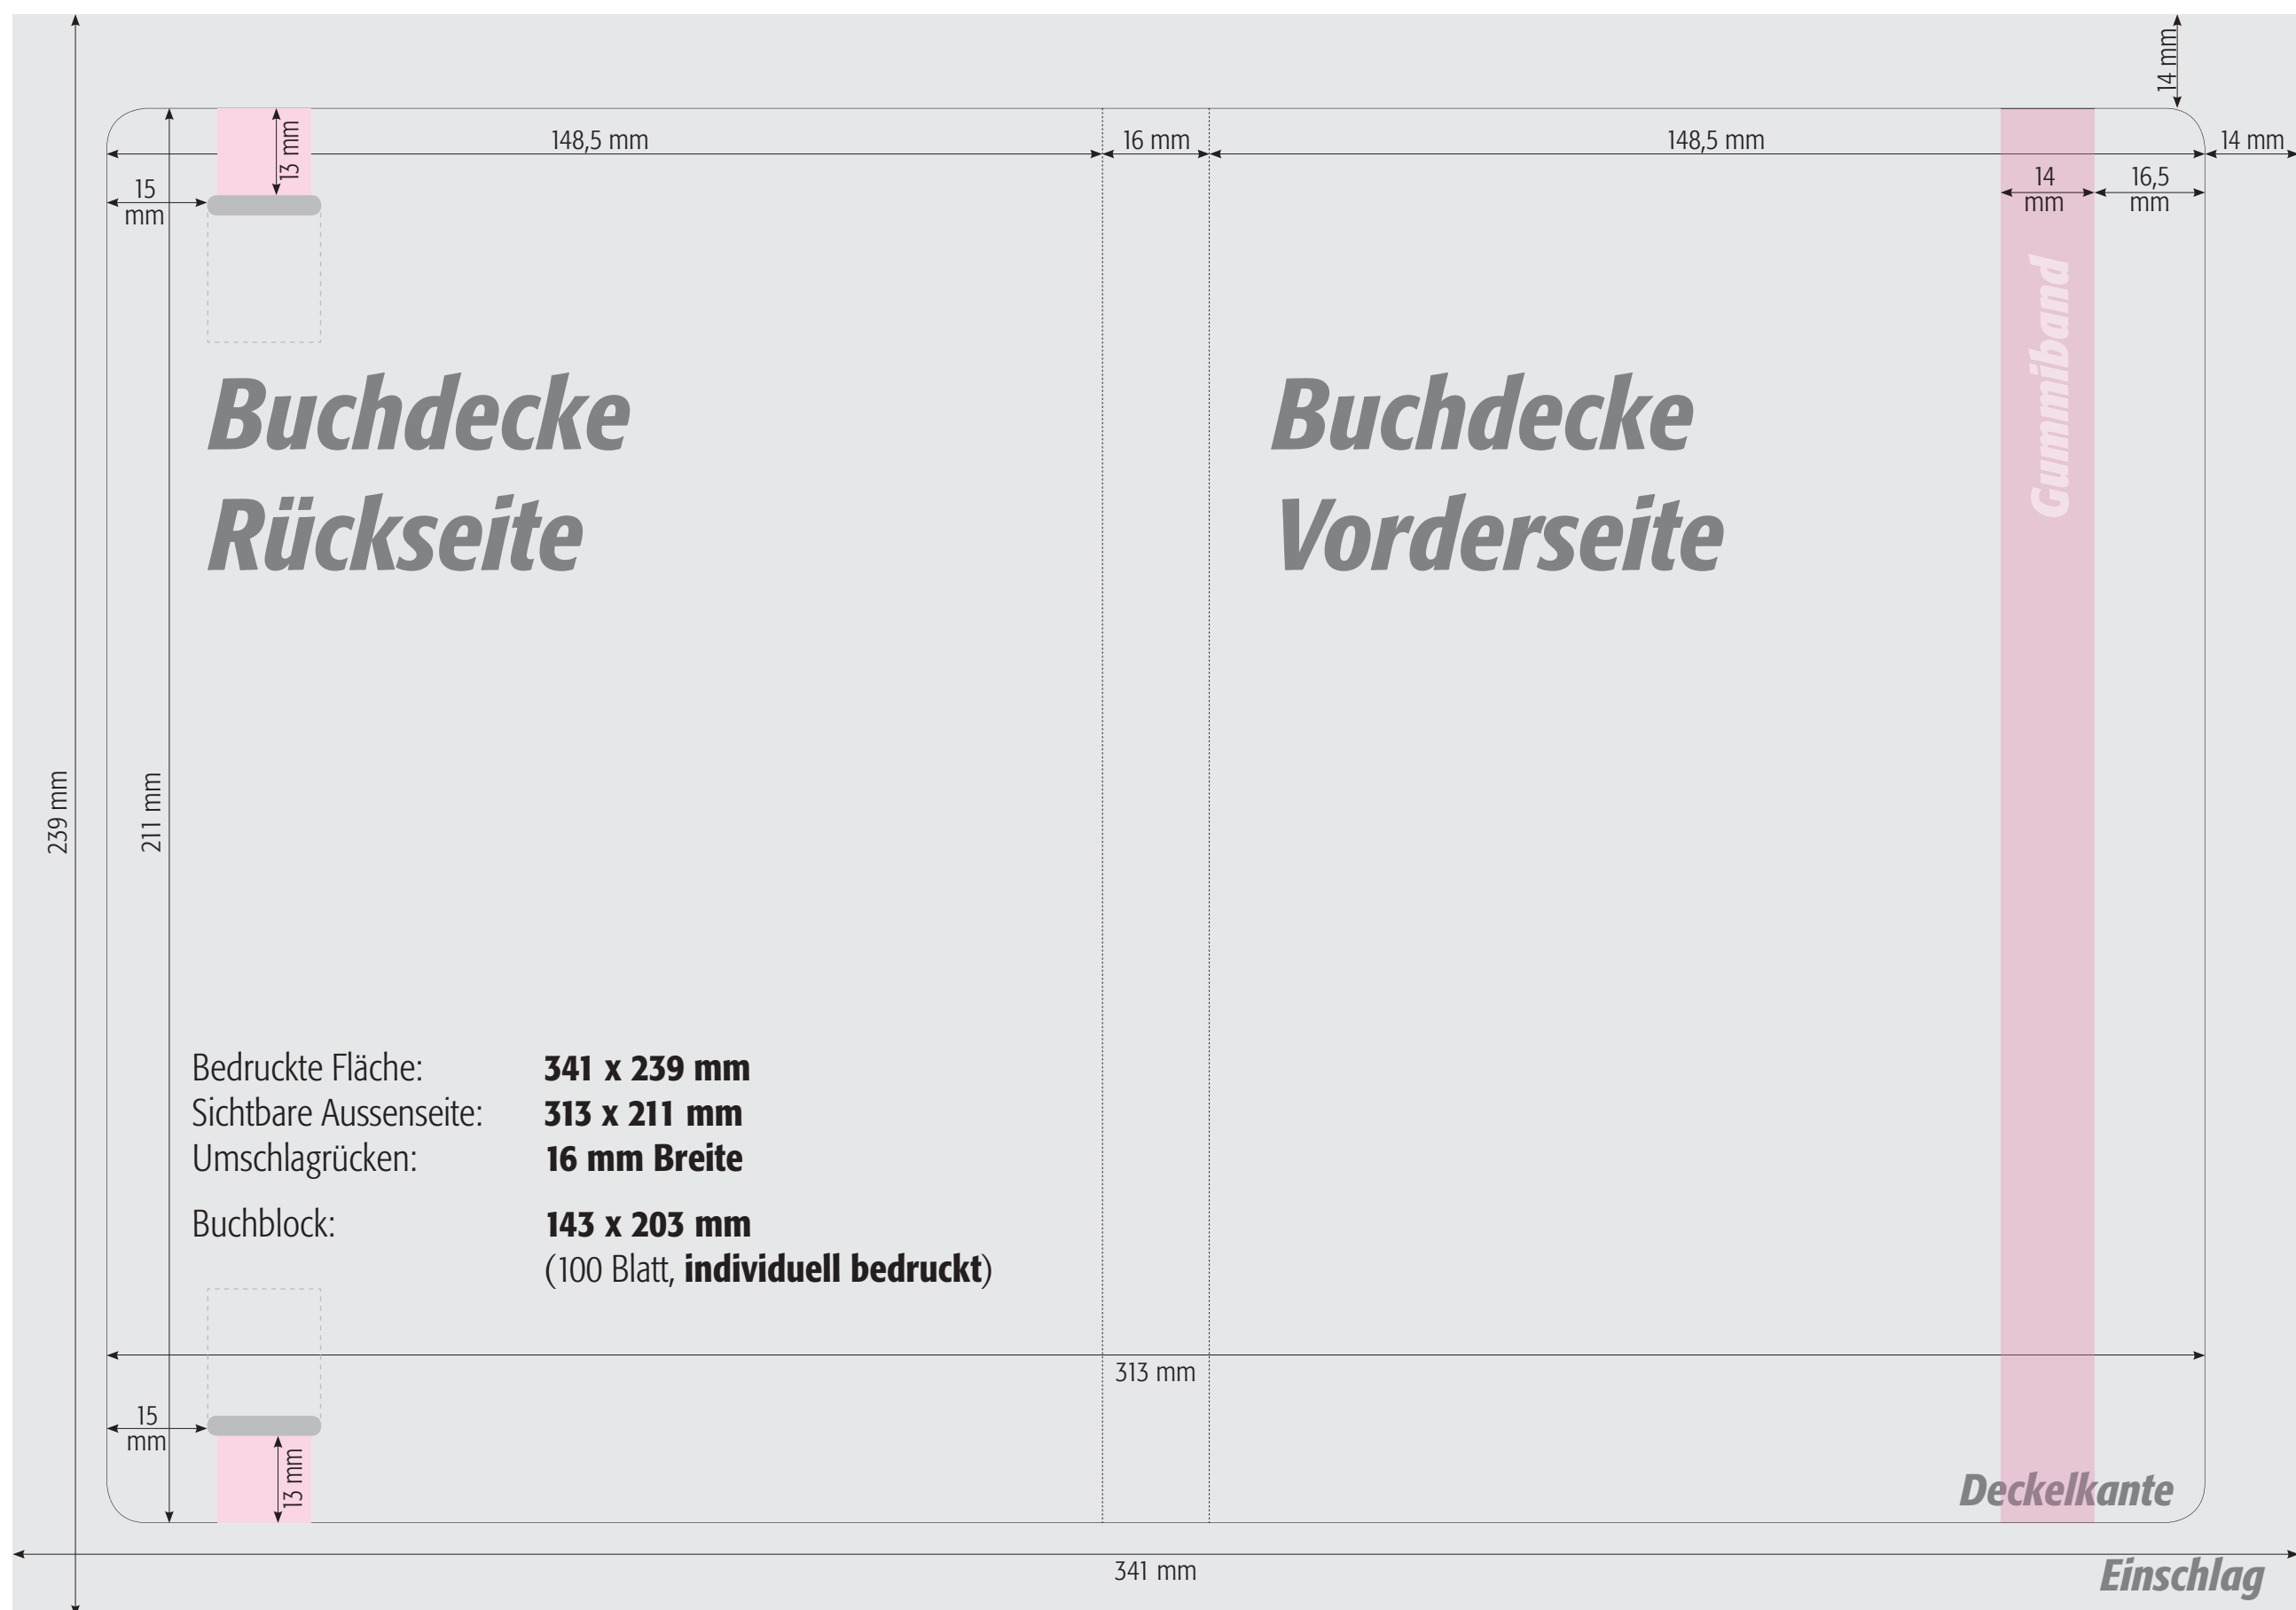 14 mm
148,5 mm
16 mm
148,5 mm
14 mm
13 mm
15
mm
14
mm
16,5
mm
Gummiband
Buchdecke
Rückseite
Buchdecke
Vorderseite
239 mm
211 mm
Bedruckte Fläche: 341 x 239 mm
Sichtbare Aussenseite: 313 x 211 mm
Umschlagrücken: 16 mm Breite
Buchblock: 143 x 203 mm
(100 Blatt, individuell bedruckt)
313 mm
15
mm
13 mm
Deckelkante
341 mm
Einschlag